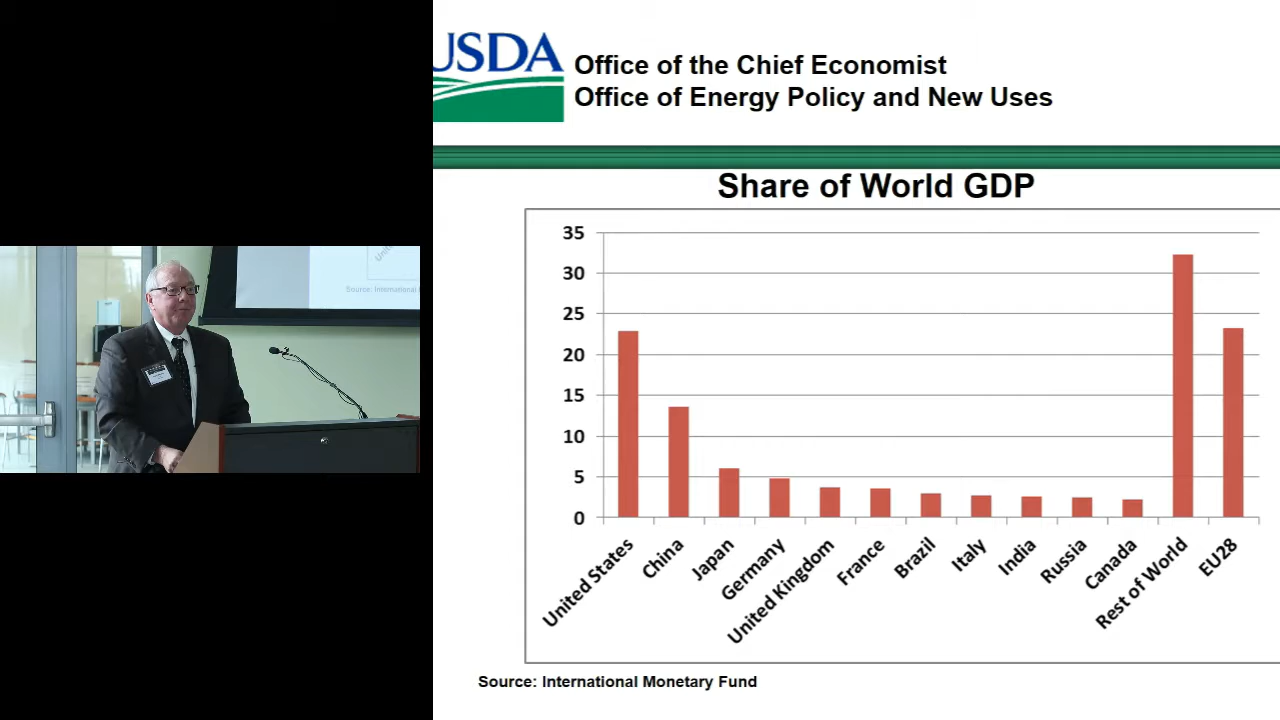 USDA
Office of the Chief Economist
Office of Energy Policy and New Uses
Share of World GDP
35
30
25
20
15
10
5
0
United States
China
Japan
Germany
United Kingdom
France
Brazil
Italy
India
Russia
Canada
Rest of World
EU28
Source: International Monetary Fund
Source: International